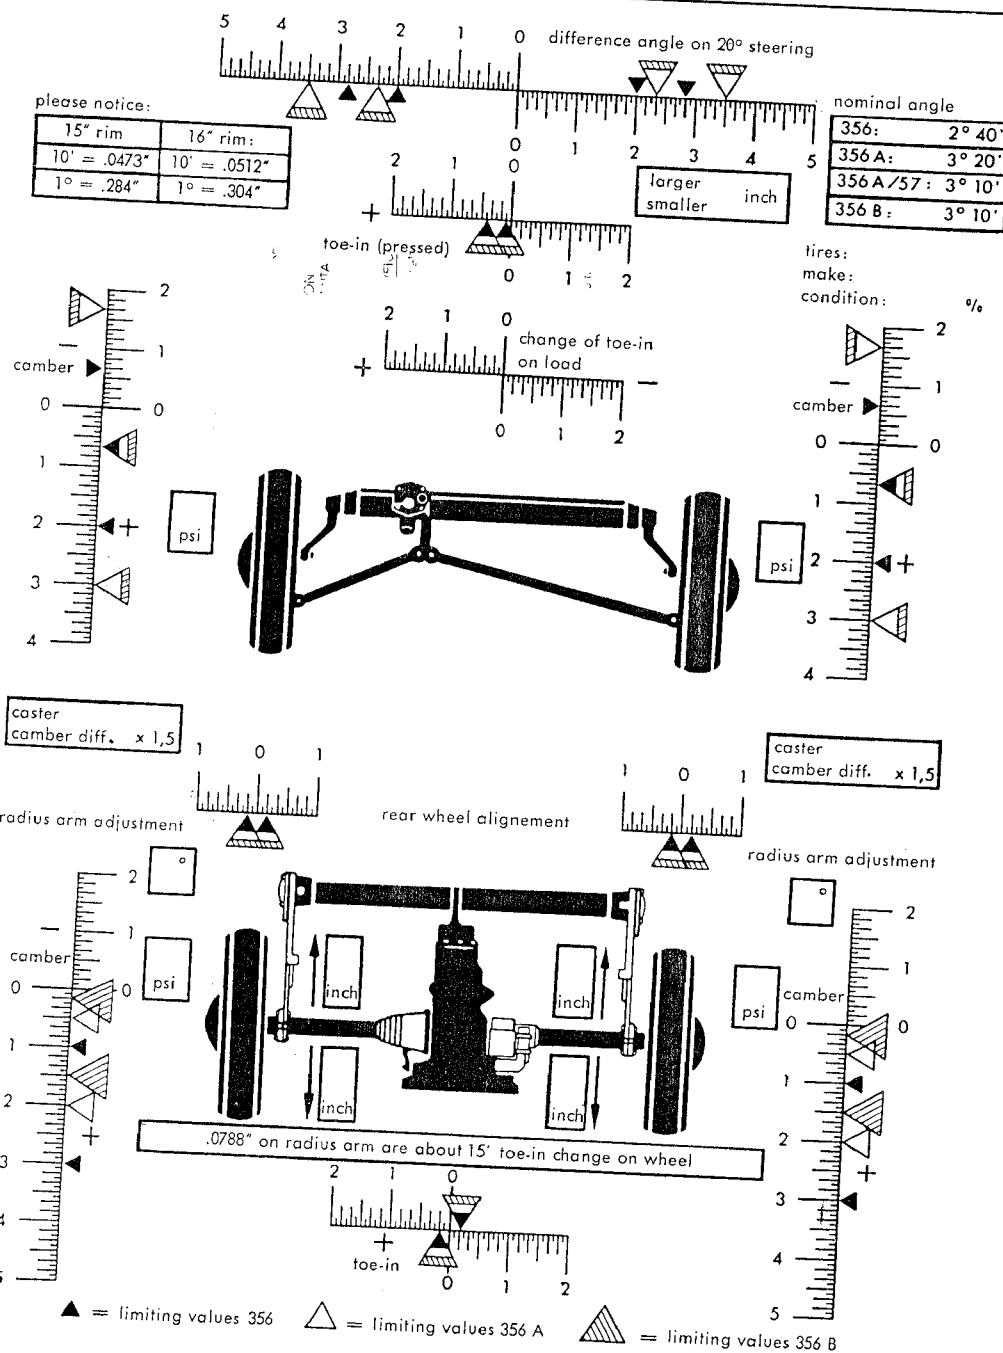 5 4 3 2 1 0 difference angle on 20° steering
please notice:
15" rim 16" rim:
10' = .0473" 10' = .0512"
1° = .284" 1° = .304"
0 1 2 3 4 5
nominal angle
356: 2° 40'
356 A: 3° 20'
356 A/57: 3° 10'
356 B: 3° 10'
larger
smaller inch
2 1 0
+
toe-in (pressed)
0 1 2
tires:
make:
condition: %
2 1 0
change of toe-in
on load
+ −
0 1 2
2
− 1
camber
0 0
1
2 +
3
4
psi
2
− 1
camber
0 0
1
2 +
3
4
psi
caster
camber diff. x 1,5
1 0 1
caster
camber diff. x 1,5
1 0 1
radius arm adjustment
rear wheel alignement
radius arm adjustment
2
− 1
camber
0 0
1
2
+
3
4
5
psi
inch
inch
inch
inch
psi
2
1
camber
0 0
1
2
+
3
4
5
.0788" on radius arm are about 15' toe-in change on wheel
2 1 0
+
toe-in
0 1 2
= limiting values 356
= limiting values 356 A
= limiting values 356 B